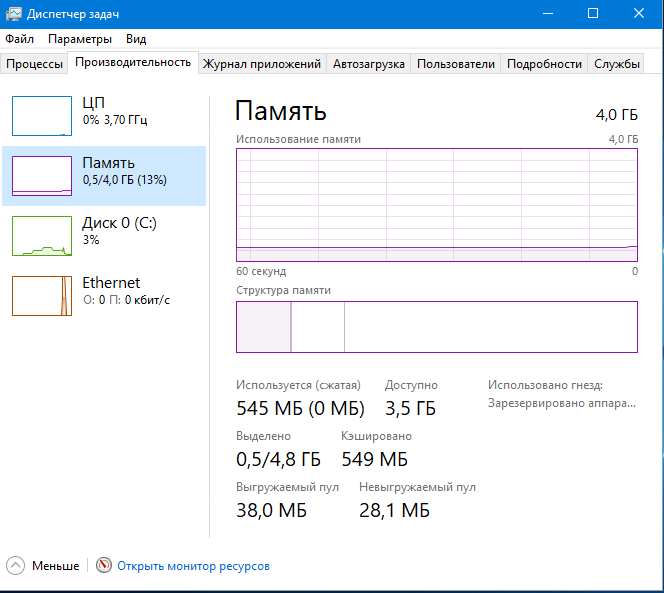 Диспетчер задач
Файл Параметры Вид
Процессы Производительность Журнал приложений Автозагрузка Пользователи Подробности Службы
ЦП
0% 3,70 ГГц
Память
0,5/4,0 ГБ (13%)
Диск 0 (C:)
3%
Ethernet
О: 0 П: 0 кбит/с
Память 4,0 ГБ
Использование памяти 4,0 ГБ
60 секунд 0
Структура памяти
Используется (сжатая) Доступно
545 МБ (0 МБ) 3,5 ГБ
Выделено Кэшировано
0,5/4,8 ГБ 549 МБ
Выгружаемый пул Невыгружаемый пул
38,0 МБ 28,1 МБ
Использовано гнезд:
Зарезервировано аппара...
Меньше Открыть монитор ресурсов